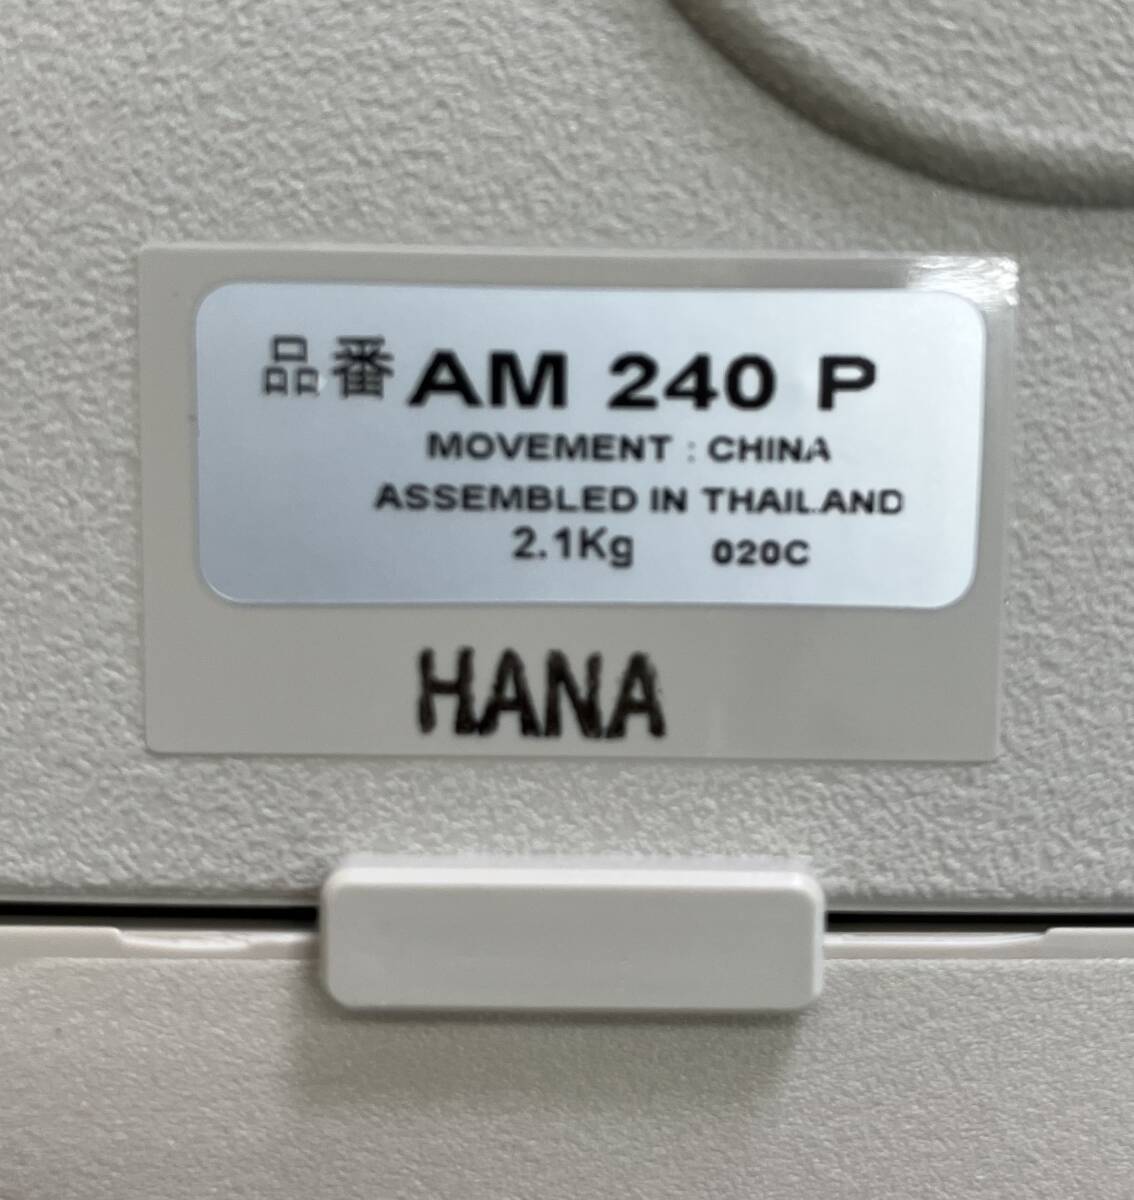 品番 AM 240 P
MOVEMENT : CHINA
ASSEMBLED IN THAILAND
2.1Kg 020C
HANA